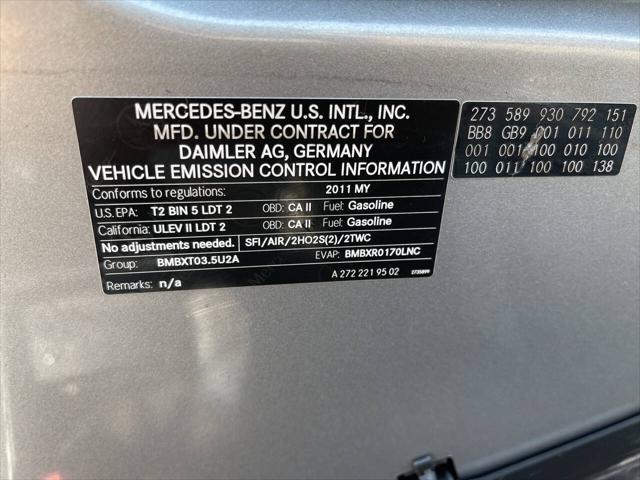 MERCEDES-BENZ U.S. INTL., INC.
MFD. UNDER CONTRACT FOR
DAIMLER AG, GERMANY
VEHICLE EMISSION CONTROL INFORMATION
Conforms to regulations: 2011 MY
U.S. EPA: T2 BIN 5 LDT 2 OBD: CA II Fuel: Gasoline
California: ULEV II LDT 2 OBD: CA II Fuel: Gasoline
No adjustments needed. SFI/AIR/2HO2S(2)/2TWC
Group: BMBXT03.5U2A EVAP: BMBXR0170LNC
Remarks: n/a A 272 221 95 02 2735899
273 589 930 792 151
BB8 GB9 001 011 110
001 001 100 010 100
100 011 100 100 138